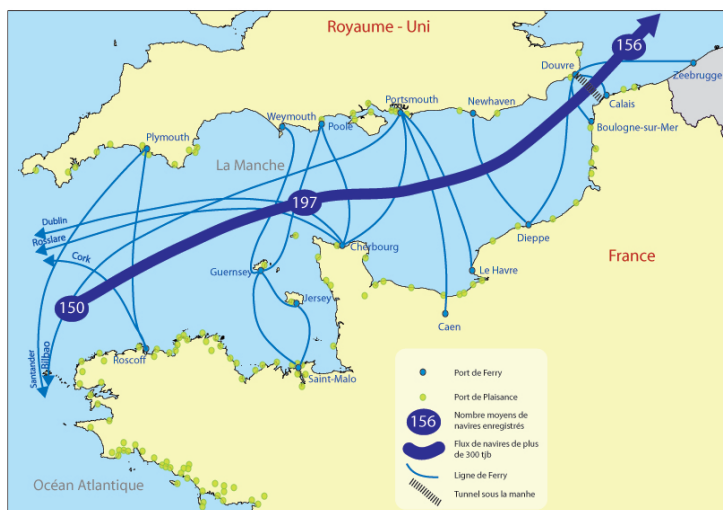 Royaume - Uni
156
Douvre
Zeebrugge
Calais
Portsmouth
Newhaven
Weymouth
Poole
Boulogne-sur-Mer
Plymouth
La Manche
197
Dublin
Rosslare
Cork
Cherbourg
Dieppe
France
Guernsey
Le Havre
Jersey
150
Caen
Santander
Bilbao
Roscoff
Saint-Malo
Océan Atlantique
Port de Ferry
Port de Plaisance
156
Nombre moyens de
navires enregistrés
Flux de navires de plus
de 300 tjb
Ligne de Ferry
Tunnel sous la manhe